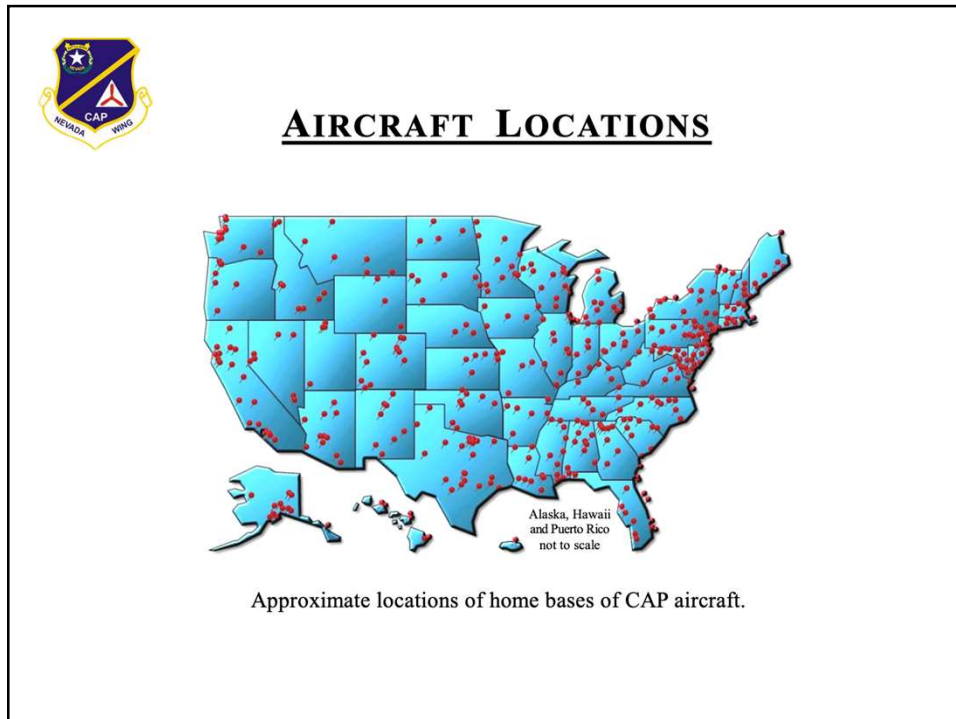 NEVADA
CAP
NEVADA WING
AIRCRAFT LOCATIONS
Alaska, Hawaii
and Puerto Rico
not to scale
Approximate locations of home bases of CAP aircraft.